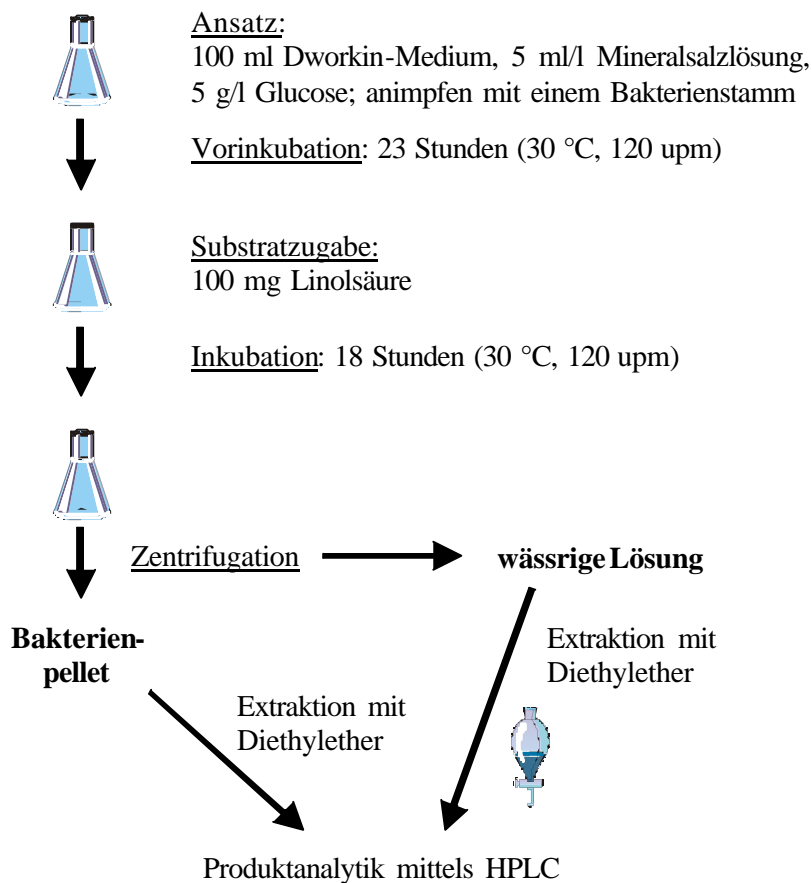 Ansatz:
100 ml Dworkin-Medium, 5 ml/l Mineralsalzlösung,
5 g/l Glucose; animpfen mit einem Bakterienstamm
Vorinkubation: 23 Stunden (30 °C, 120 upm)
Substratzugabe:
100 mg Linolsäure
Inkubation: 18 Stunden (30 °C, 120 upm)
Zentrifugation
wässrige Lösung
Bakterien-
pellet
Extraktion mit
Diethylether
Extraktion mit
Diethylether
Produktanalytik mittels HPLC